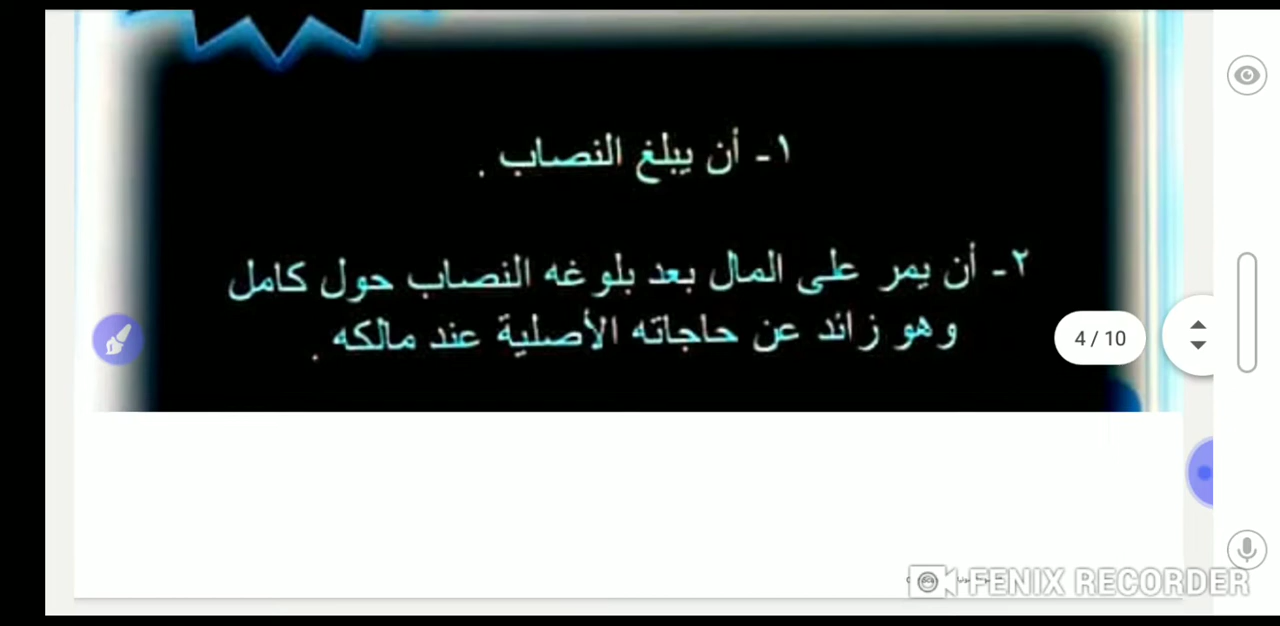 ١- أن يبلغ النصاب .
٢- أن يمر على المال بعد بلوغه النصاب حول كامل
وهو زائد عن حاجاته الأصلية عند مالكه .
4 / 10
FENIX RECORDER